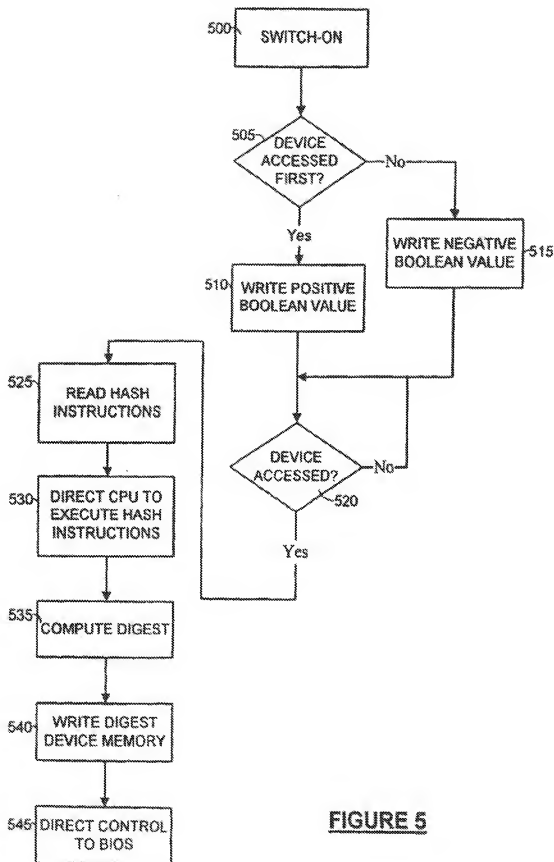 500
SWITCH-ON
505
DEVICE
ACCESSED
FIRST?
No
Yes
WRITE NEGATIVE
BOOLEAN VALUE
515
510
WRITE POSITIVE
BOOLEAN VALUE
525
READ HASH
INSTRUCTIONS
DEVICE
ACCESSED?
No
520
Yes
530
DIRECT CPU TO
EXECUTE HASH
INSTRUCTIONS
535
COMPUTE DIGEST
540
WRITE DIGEST
DEVICE MEMORY
545
DIRECT CONTROL
TO BIOS
FIGURE 5